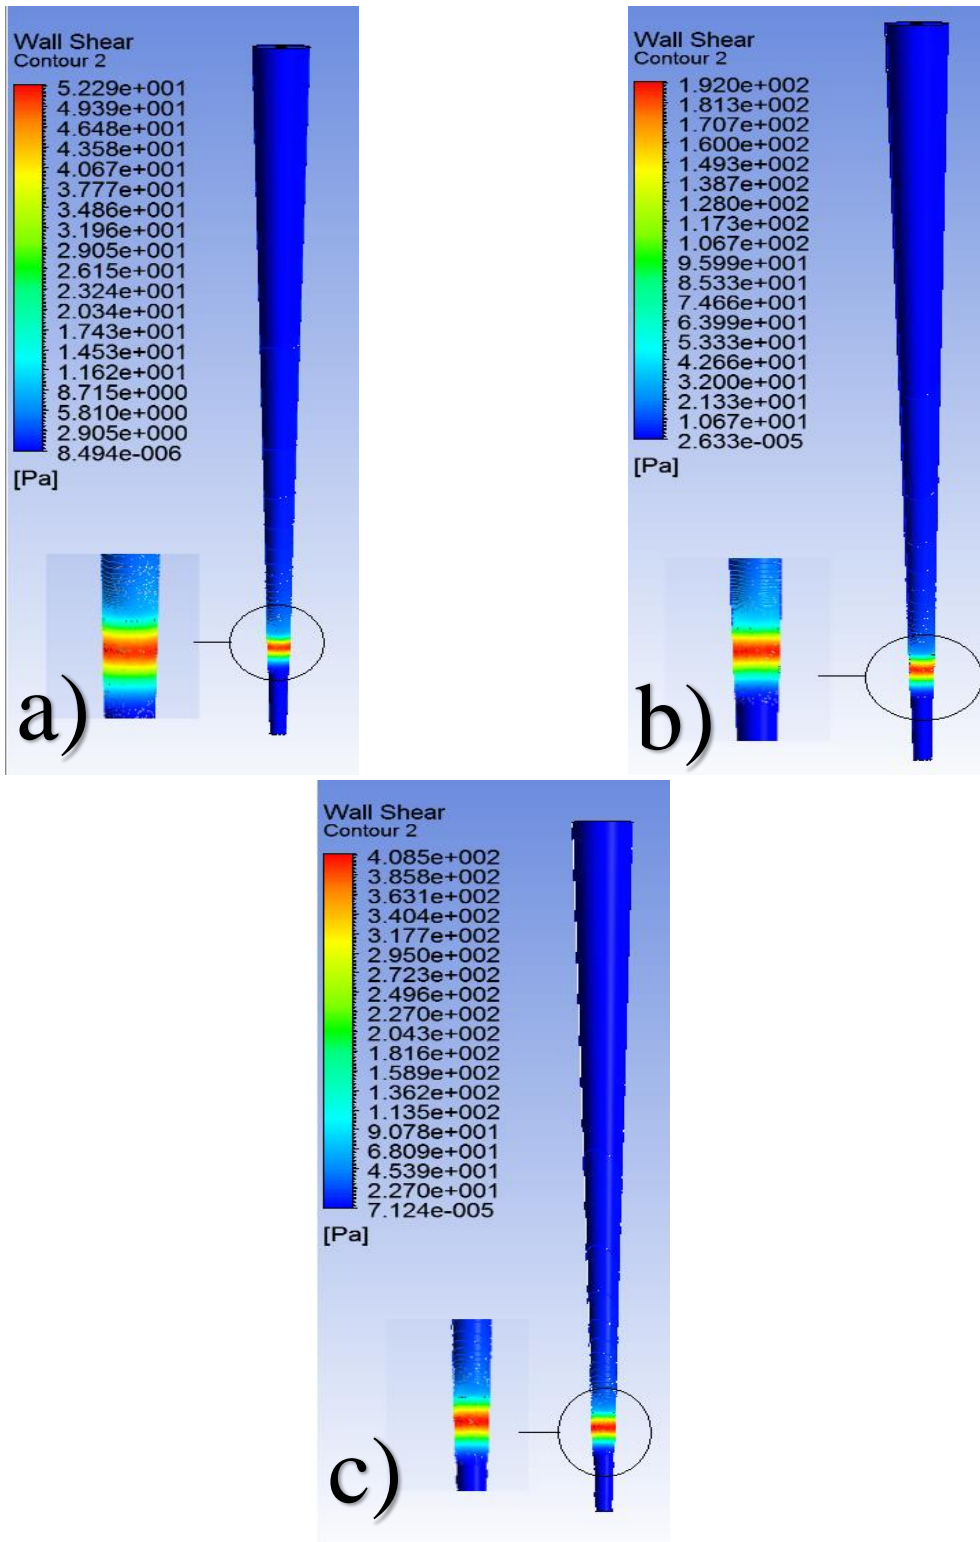 Wall Shear
Contour 2
5.229e+001
4.939e+001
4.648e+001
4.358e+001
4.067e+001
3.777e+001
3.486e+001
3.196e+001
2.905e+001
2.615e+001
2.324e+001
2.034e+001
1.743e+001
1.453e+001
1.162e+001
8.715e+000
5.810e+000
2.905e+000
8.494e-006
[Pa]
a)
Wall Shear
Contour 2
1.920e+002
1.813e+002
1.707e+002
1.600e+002
1.493e+002
1.387e+002
1.280e+002
1.173e+002
1.067e+002
9.599e+001
8.533e+001
7.466e+001
6.399e+001
5.333e+001
4.266e+001
3.200e+001
2.133e+001
1.067e+001
2.633e-005
[Pa]
b)
Wall Shear
Contour 2
4.085e+002
3.858e+002
3.631e+002
3.404e+002
3.177e+002
2.950e+002
2.723e+002
2.496e+002
2.270e+002
2.043e+002
1.816e+002
1.589e+002
1.362e+002
1.135e+002
9.078e+001
6.809e+001
4.539e+001
2.270e+001
7.124e-005
[Pa]
c)